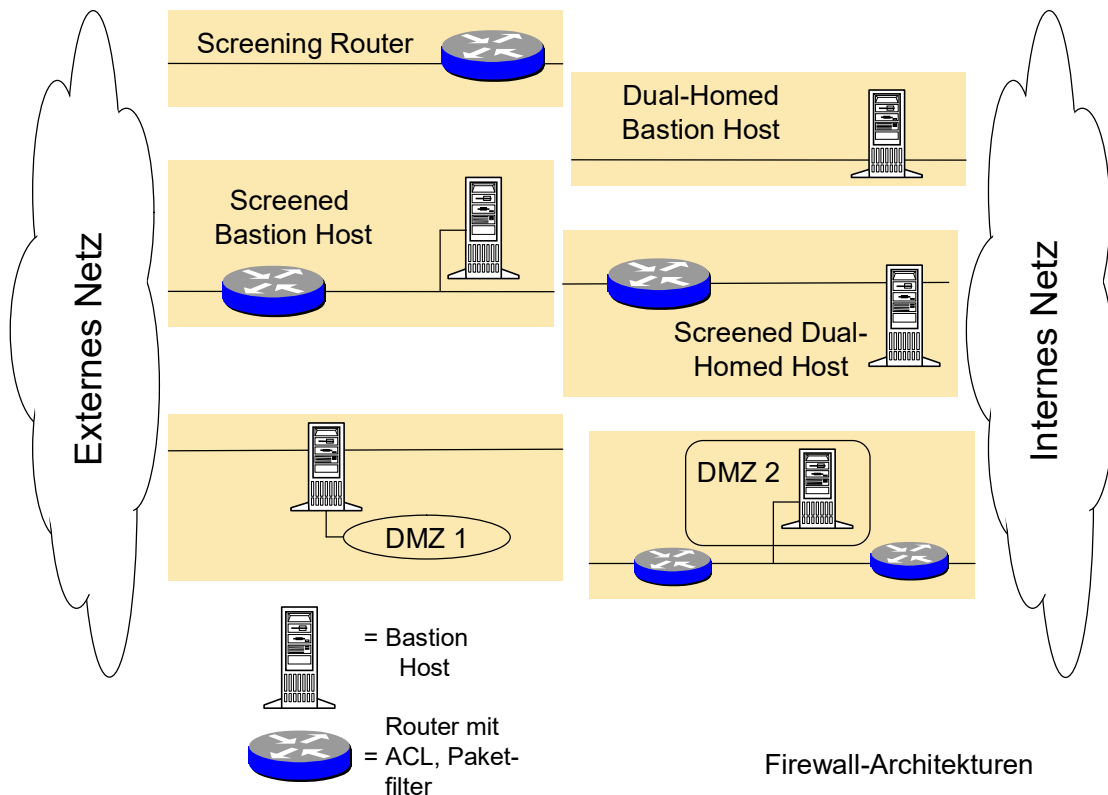 Screening Router
Dual-Homed
Bastion Host
Screened
Bastion Host
Screened Dual-
Homed Host
Externes Netz
Internes Netz
DMZ 1
DMZ 2
= Bastion
Host
Router mit
= ACL, Paket-
filter
Firewall-Architekturen